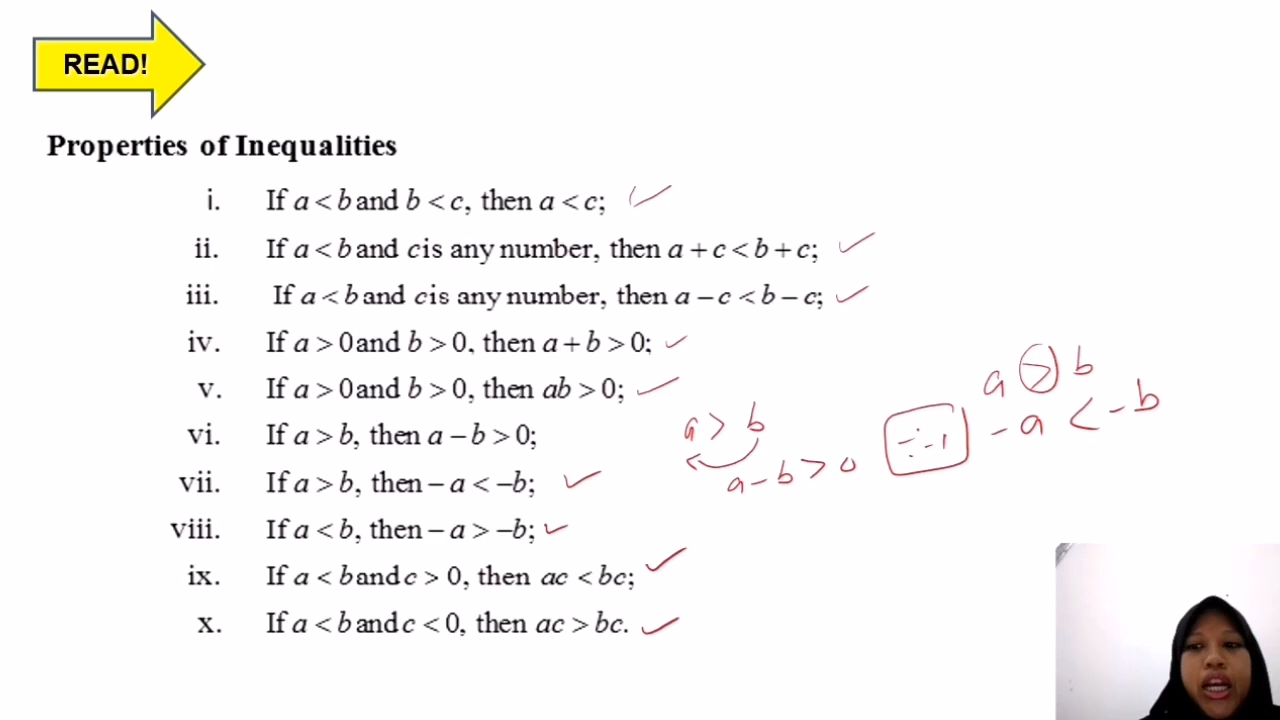 READ!
Properties of Inequalities
i. If a < b and b < c, then a < c;
ii. If a < b and c is any number, then a + c < b + c;
iii. If a < b and c is any number, then a − c < b − c;
iv. If a > 0 and b > 0, then a + b > 0;
v. If a > 0 and b > 0, then ab > 0;
vi. If a > b, then a − b > 0;
vii. If a > b, then − a < −b;
viii. If a < b, then − a > −b;
ix. If a < b and c > 0, then ac < bc;
x. If a < b and c < 0, then ac > bc.
a > b
a − b > 0
÷ −1
a > b
− a < − b